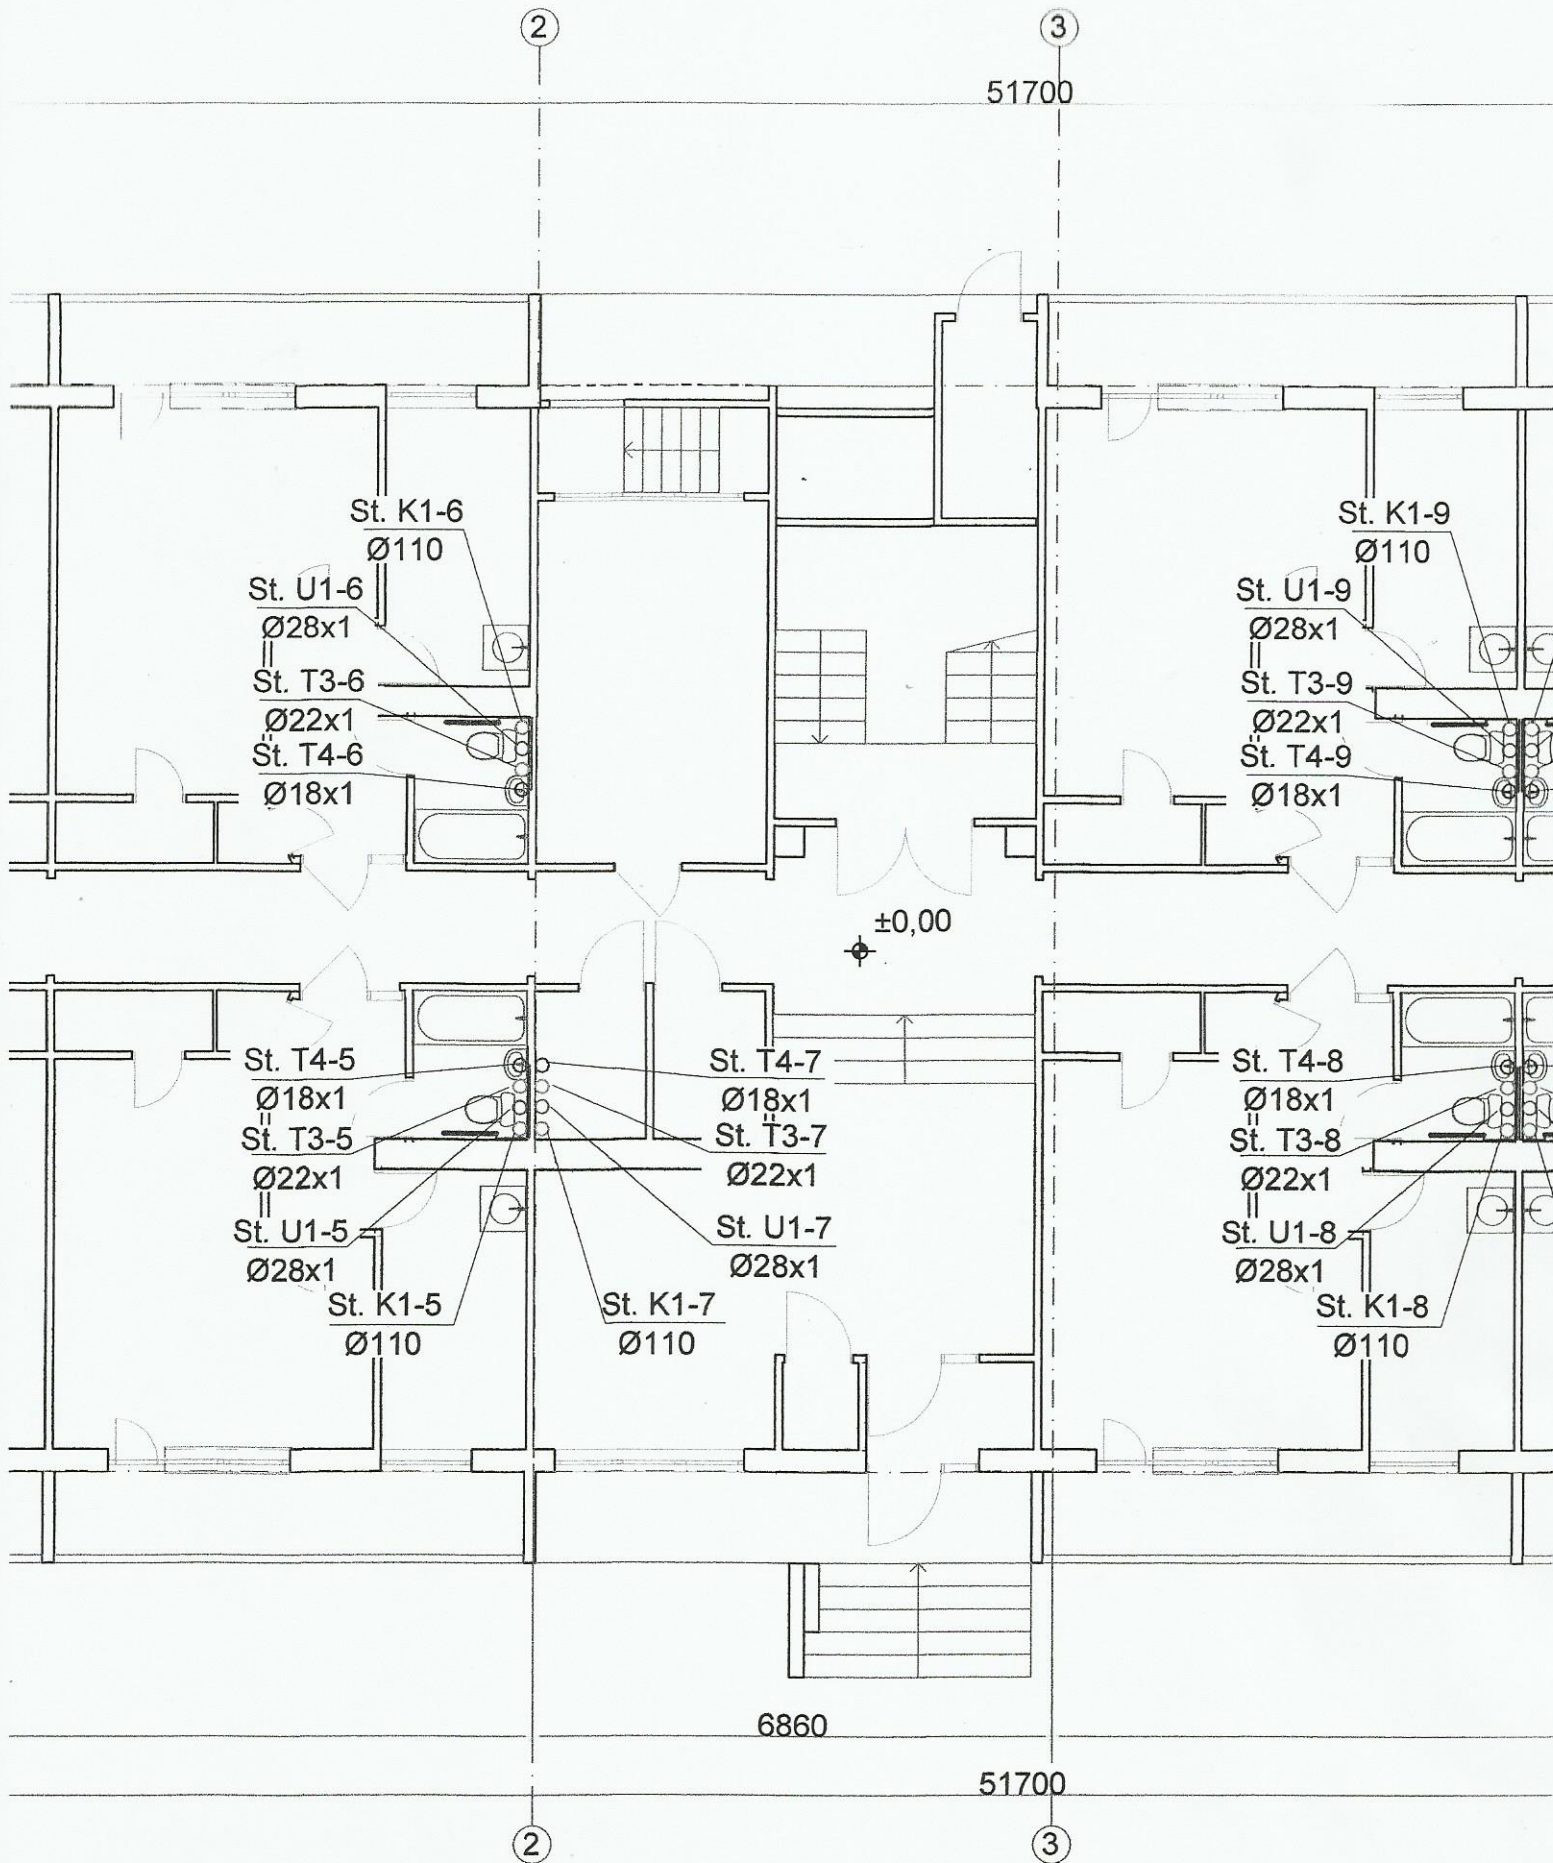 2
3
51700
St. K1-6
Ø110
St. U1-6
Ø28x1
St. T3-6
Ø22x1
St. T4-6
Ø18x1
St. K1-9
Ø110
St. U1-9
Ø28x1
St. T3-9
Ø22x1
St. T4-9
Ø18x1
±0,00
St. T4-5
Ø18x1
St. T3-5
Ø22x1
St. U1-5
Ø28x1
St. K1-5
Ø110
St. T4-7
Ø18x1
St. T3-7
Ø22x1
St. U1-7
Ø28x1
St. K1-7
Ø110
St. T4-8
Ø18x1
St. T3-8
Ø22x1
St. U1-8
Ø28x1
St. K1-8
Ø110
6860
51700
2
3